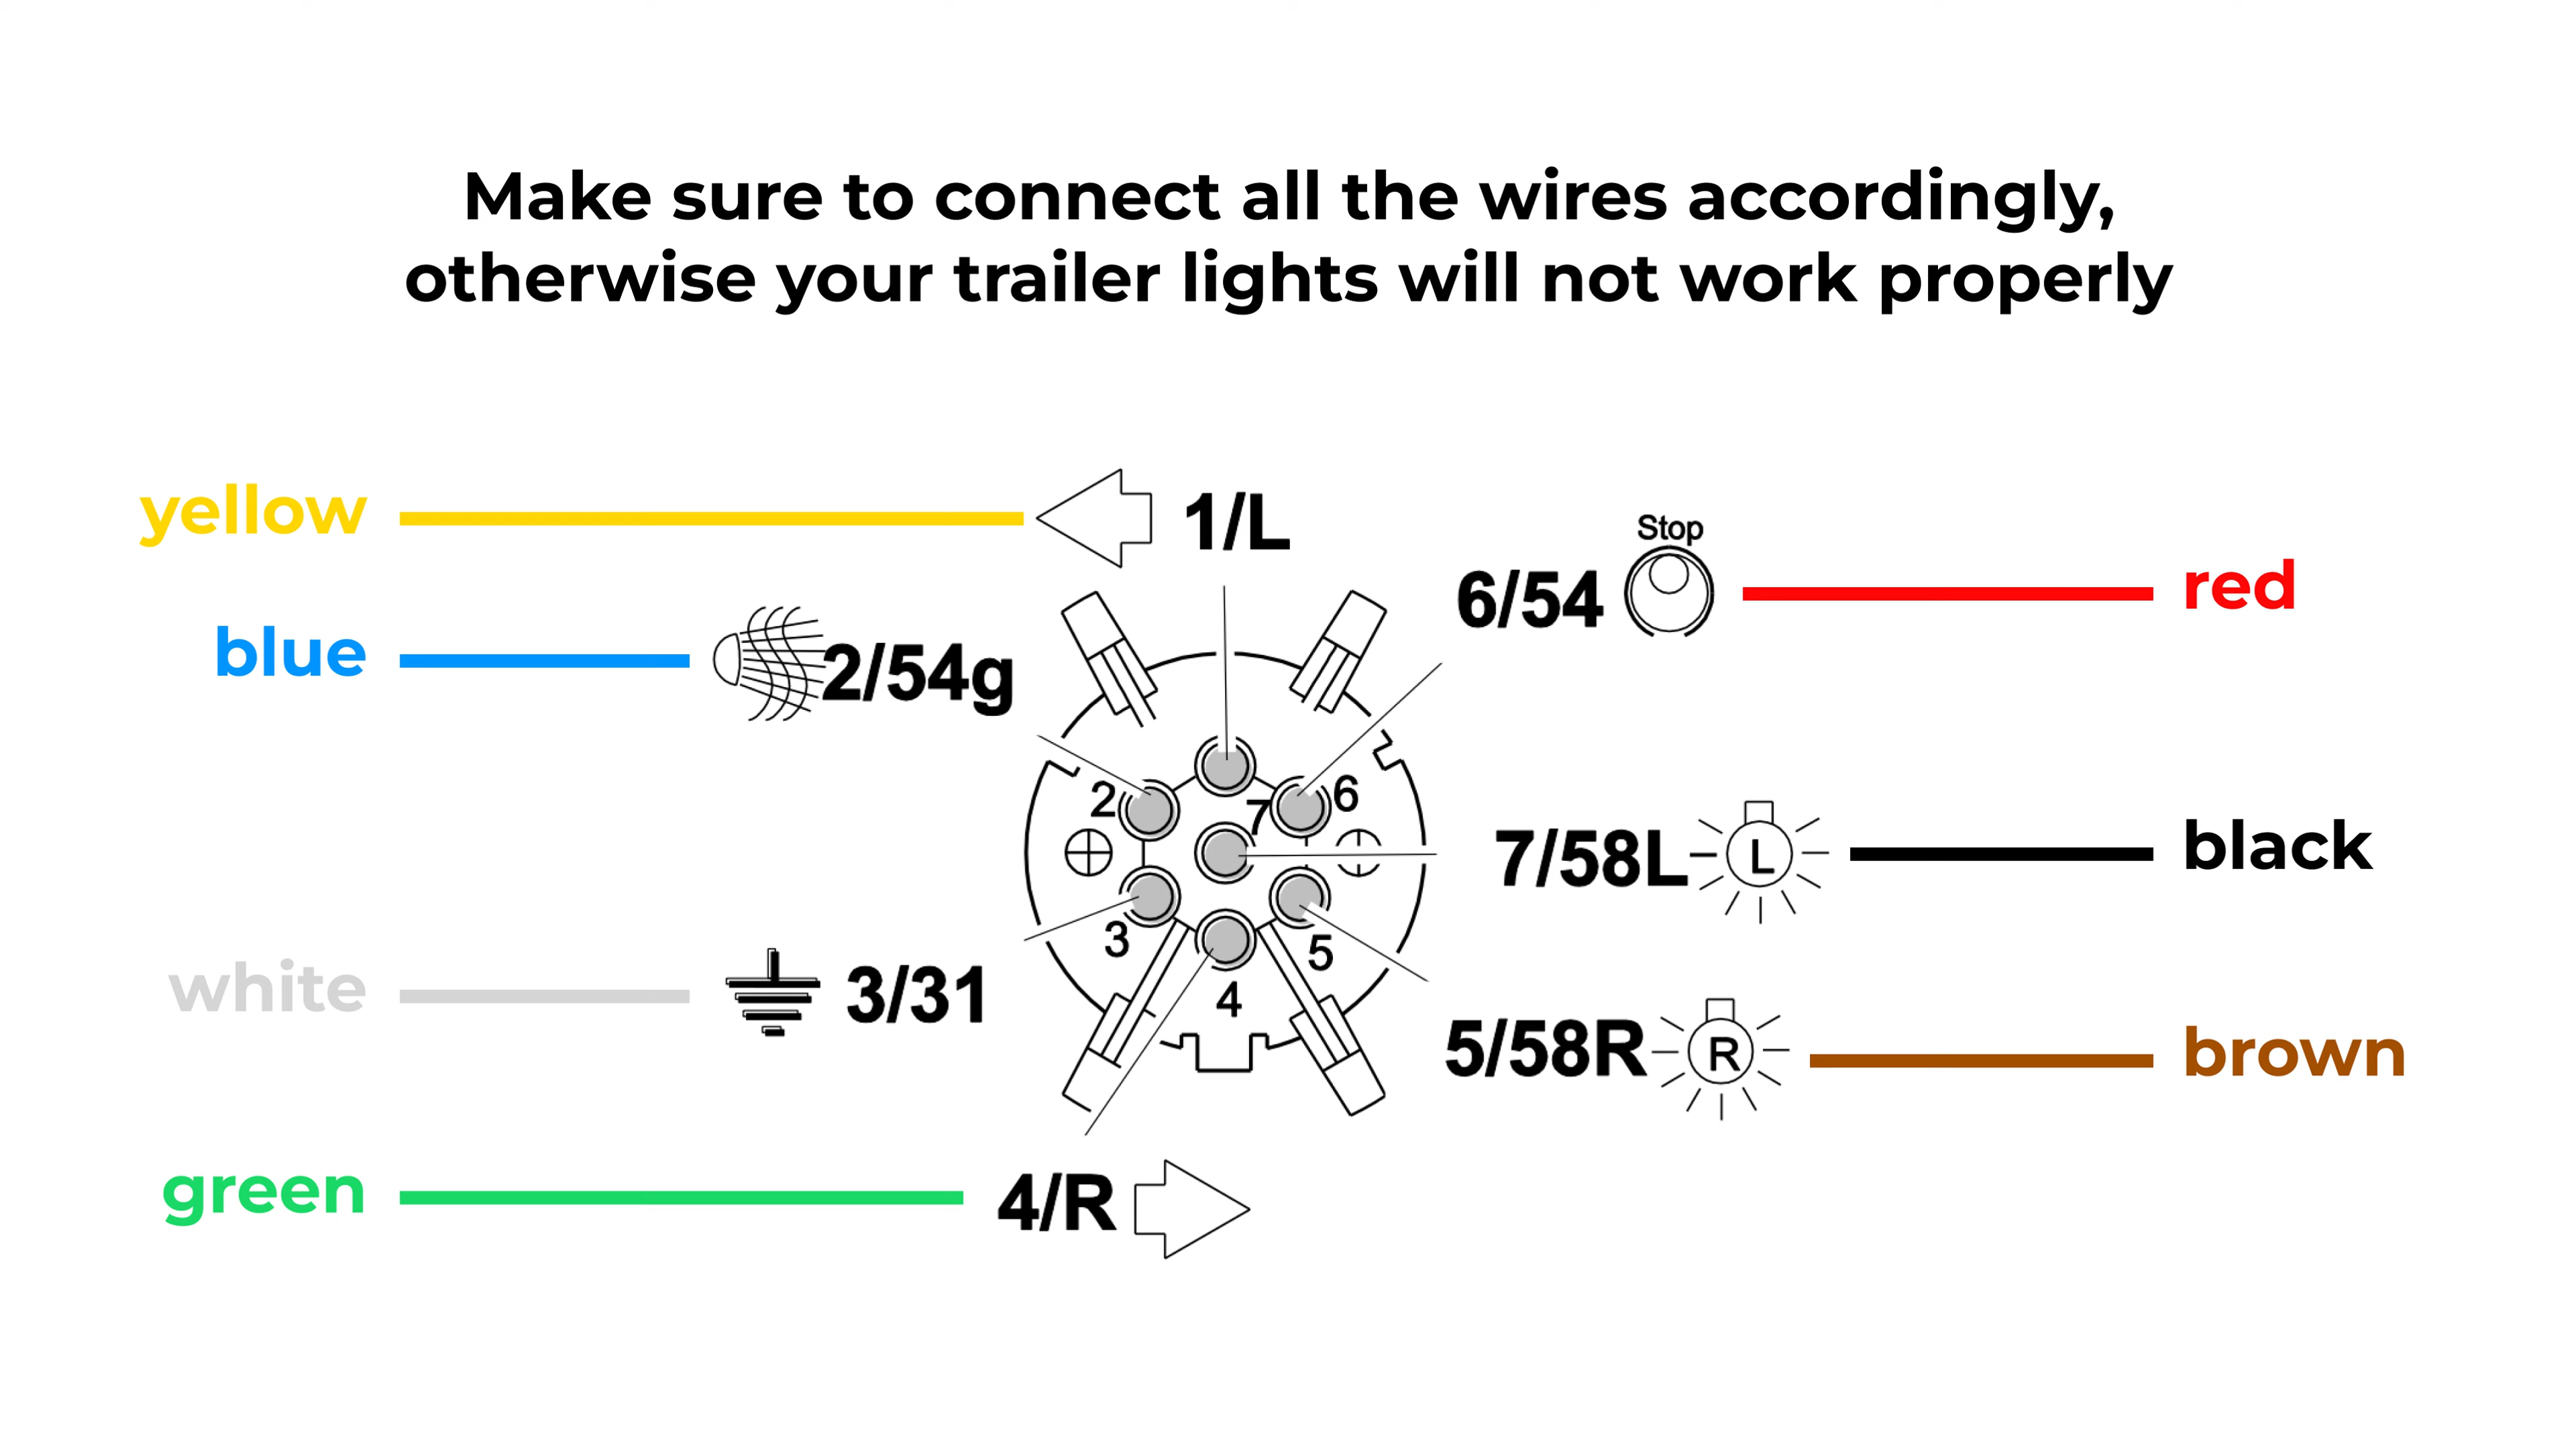 Make sure to connect all the wires accordingly,
otherwise your trailer lights will not work properly
yellow
1/L
Stop
6/54
red
blue
2/54g
2
7
6
7/58L
L
black
white
3/31
3
4
5
5/58R
R
brown
green
4/R